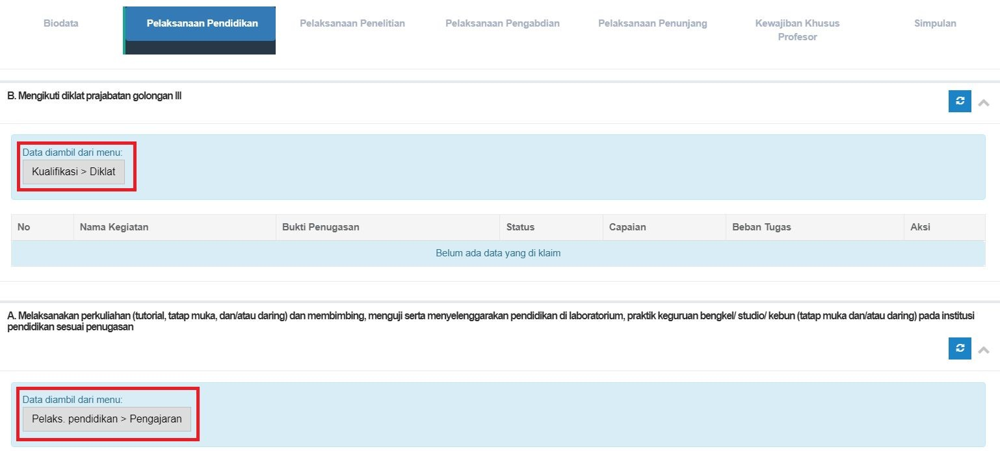 Biodata
Pelaksanaan Pendidikan
Pelaksanaan Penelitian
Pelaksanaan Pengabdian
Pelaksanaan Penunjang
Kewajiban Khusus
Profesor
Simpulan
B. Mengikuti diklat prajabatan golongan III
Data diambil dari menu:
Kualifikasi > Diklat
No Nama Kegiatan Bukti Penugasan Status Capaian Beban Tugas Aksi
Belum ada data yang di klaim
A. Melaksanakan perkuliahan (tutorial, tatap muka, dan/atau daring) dan membimbing, menguji serta menyelenggarakan pendidikan di laboratorium, praktik keguruan bengkel/ studio/ kebun (tatap muka dan/atau daring) pada institusi
pendidikan sesuai penugasan
Data diambil dari menu:
Pelaks. pendidikan > Pengajaran